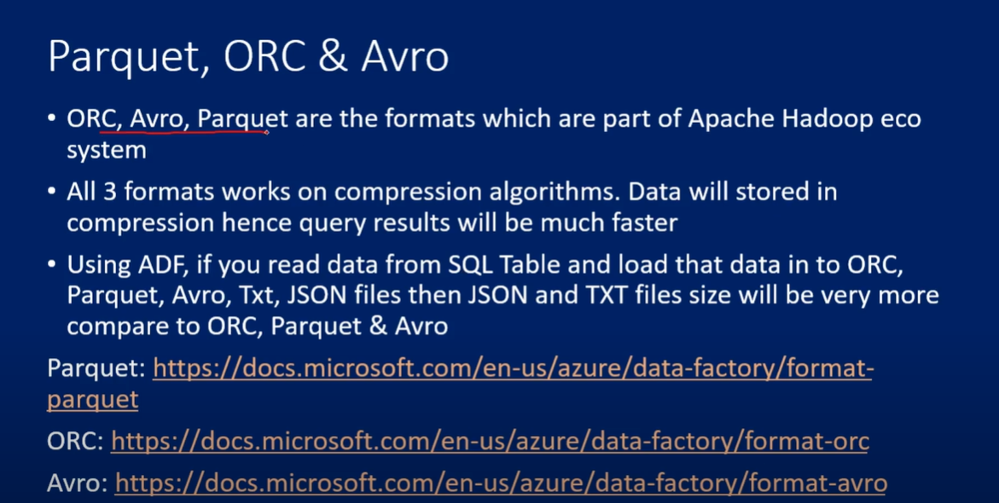 Parquet, ORC & Avro
• ORC, Avro, Parquet are the formats which are part of Apache Hadoop eco
system
• All 3 formats works on compression algorithms. Data will stored in
compression hence query results will be much faster
• Using ADF, if you read data from SQL Table and load that data in to ORC,
Parquet, Avro, Txt, JSON files then JSON and TXT files size will be very more
compare to ORC, Parquet & Avro
Parquet: https://docs.microsoft.com/en-us/azure/data-factory/format-
parquet
ORC: https://docs.microsoft.com/en-us/azure/data-factory/format-orc
Avro: https://docs.microsoft.com/en-us/azure/data-factory/format-avro